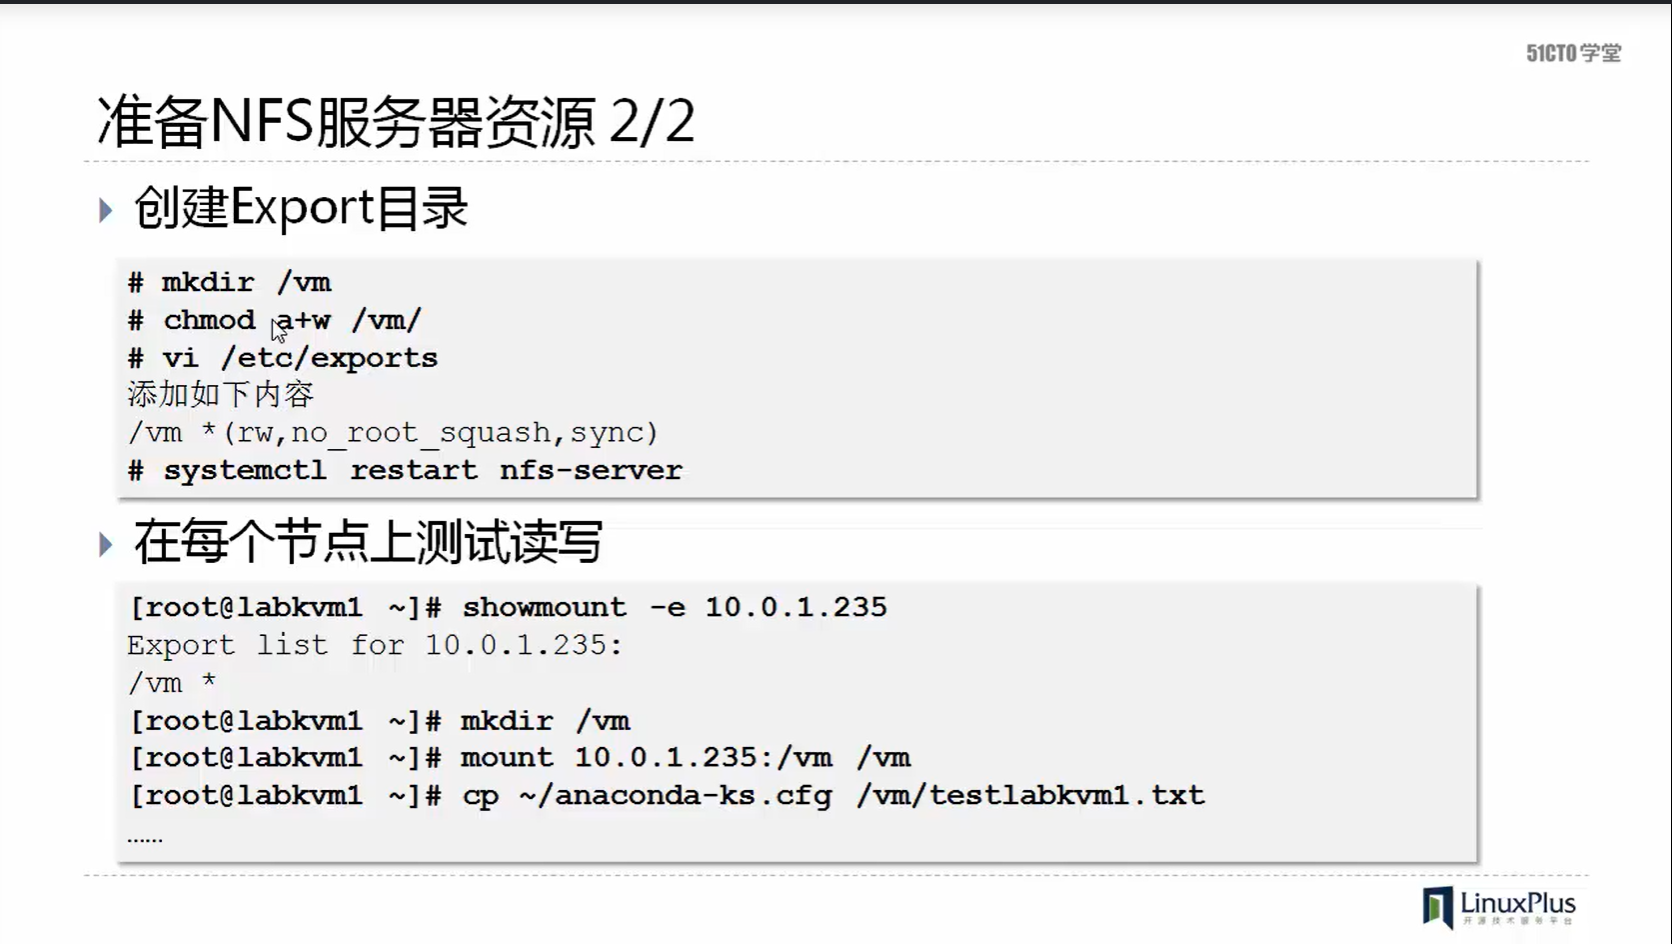 51CTO学堂
准备NFS服务器资源 2/2
创建Export目录
# mkdir /vm
# chmod a+w /vm/
# vi /etc/exports
添加如下内容
/vm *(rw,no_root_squash,sync)
# systemctl restart nfs-server
在每个节点上测试读写
[root@labkvm1 ~]# showmount -e 10.0.1.235
Export list for 10.0.1.235:
/vm *
[root@labkvm1 ~]# mkdir /vm
[root@labkvm1 ~]# mount 10.0.1.235:/vm /vm
[root@labkvm1 ~]# cp ~/anaconda-ks.cfg /vm/testlabkvm1.txt
……
LinuxPlus
开源技术服务平台